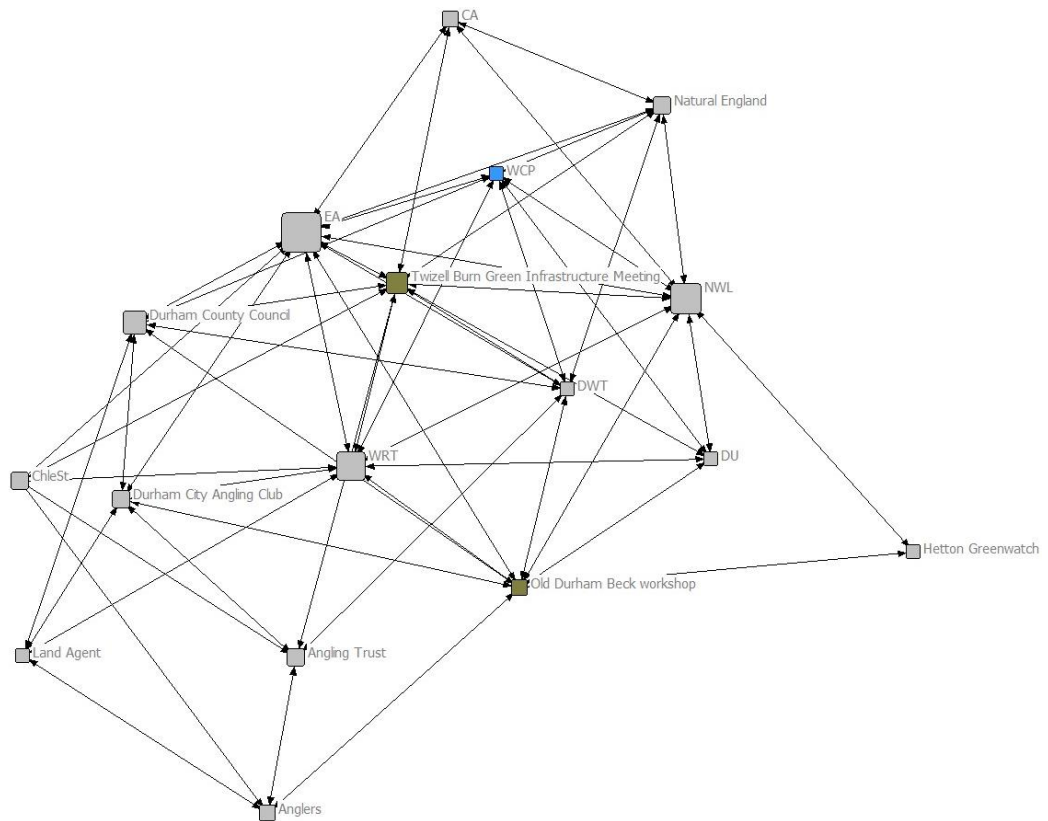 CA
Natural England
WCP
EA
Twizell Burn Green Infrastructure Meeting
NWL
Durham County Council
DWT
WRT
DU
ChleSt
Durham City Angling Club
Hetton Greenwatch
Old Durham Beck workshop
Land Agent
Angling Trust
Anglers